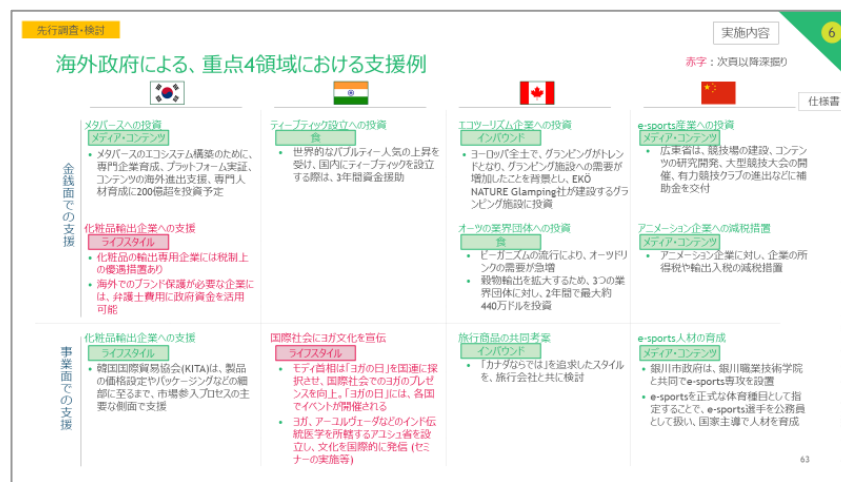 先行調査・検討
実施内容
6
海外政府による、重点4領域における支援例
赤字：次頁以降深掘り
仕様書
金銭面での支援
メタバースへの投資
メディア・コンテンツ
• メタバースのエコシステム構築のために、
専門企業育成、プラットフォーム実証、
コンテンツの海外進出支援、専門人
材育成に200億超を投資予定
化粧品輸出企業への支援
ライフスタイル
• 化粧品の輸出専用企業には税制上
の優遇措置あり
• 海外でのブランド保護が必要な企業に
は、弁護士費用に政府資金を活用
可能
ティーブティック設立への投資
食
• 世界的なバブルティー人気の上昇を
受け、国内にティーブティックを設立
する際は、3年間資金援助
エコツーリズム企業への投資
インバウンド
• ヨーロッパ全土で、グランピングがトレン
ドとなり、グランピング施設への需要が
増加したことを背景とし、EKÖ
NATURE Glamping社が建設するグラ
ンピング施設に投資
オーツの業界団体への投資
食
• ビーガニズムの流行により、オーツドリ
ンクの需要が急増
• 穀物輸出を拡大するため、3つの業
界団体に対し、2年間で最大約
440万ドルを投資
e-sports産業への投資
メディア・コンテンツ
• 広東省は、競技場の建設、コンテン
ツの研究開発、大型競技大会の開
催、有力競技クラブの進出などに補
助金を交付
アニメーション企業への減税措置
メディア・コンテンツ
• アニメーション企業に対し、企業の所
得税や輸出入税の減税措置
事業面での支援
化粧品輸出企業への支援
ライフスタイル
• 韓国国際貿易協会(KITA)は、製品
の価格設定やパッケージングなどの細
部に至るまで、市場参入プロセスの主
要な側面で支援
国際社会にヨガ文化を宣伝
ライフスタイル
• モディ首相は「ヨガの日」を国連に採
択させ、国際社会でのヨガのプレゼ
ンスを向上。「ヨガの日」には、各国
でイベントが開催される
• ヨガ、アーユルヴェーダなどのインド伝
統医学を所轄するアユシュ省を設
立し、文化を国際的に発信 (セミ
ナーの実施等)
旅行商品の共同考案
インバウンド
• 「カナダならでは」を追求したスタイル
を、旅行会社と共に検討
e-sports人材の育成
メディア・コンテンツ
• 銀川市政府は、銀川職業技術学院
と共同でe-sports専攻を設置
• e-sportsを正式な体育種目として指
定することで、e-sports選手を公務員
として扱い、国家主導で人材を育成
63